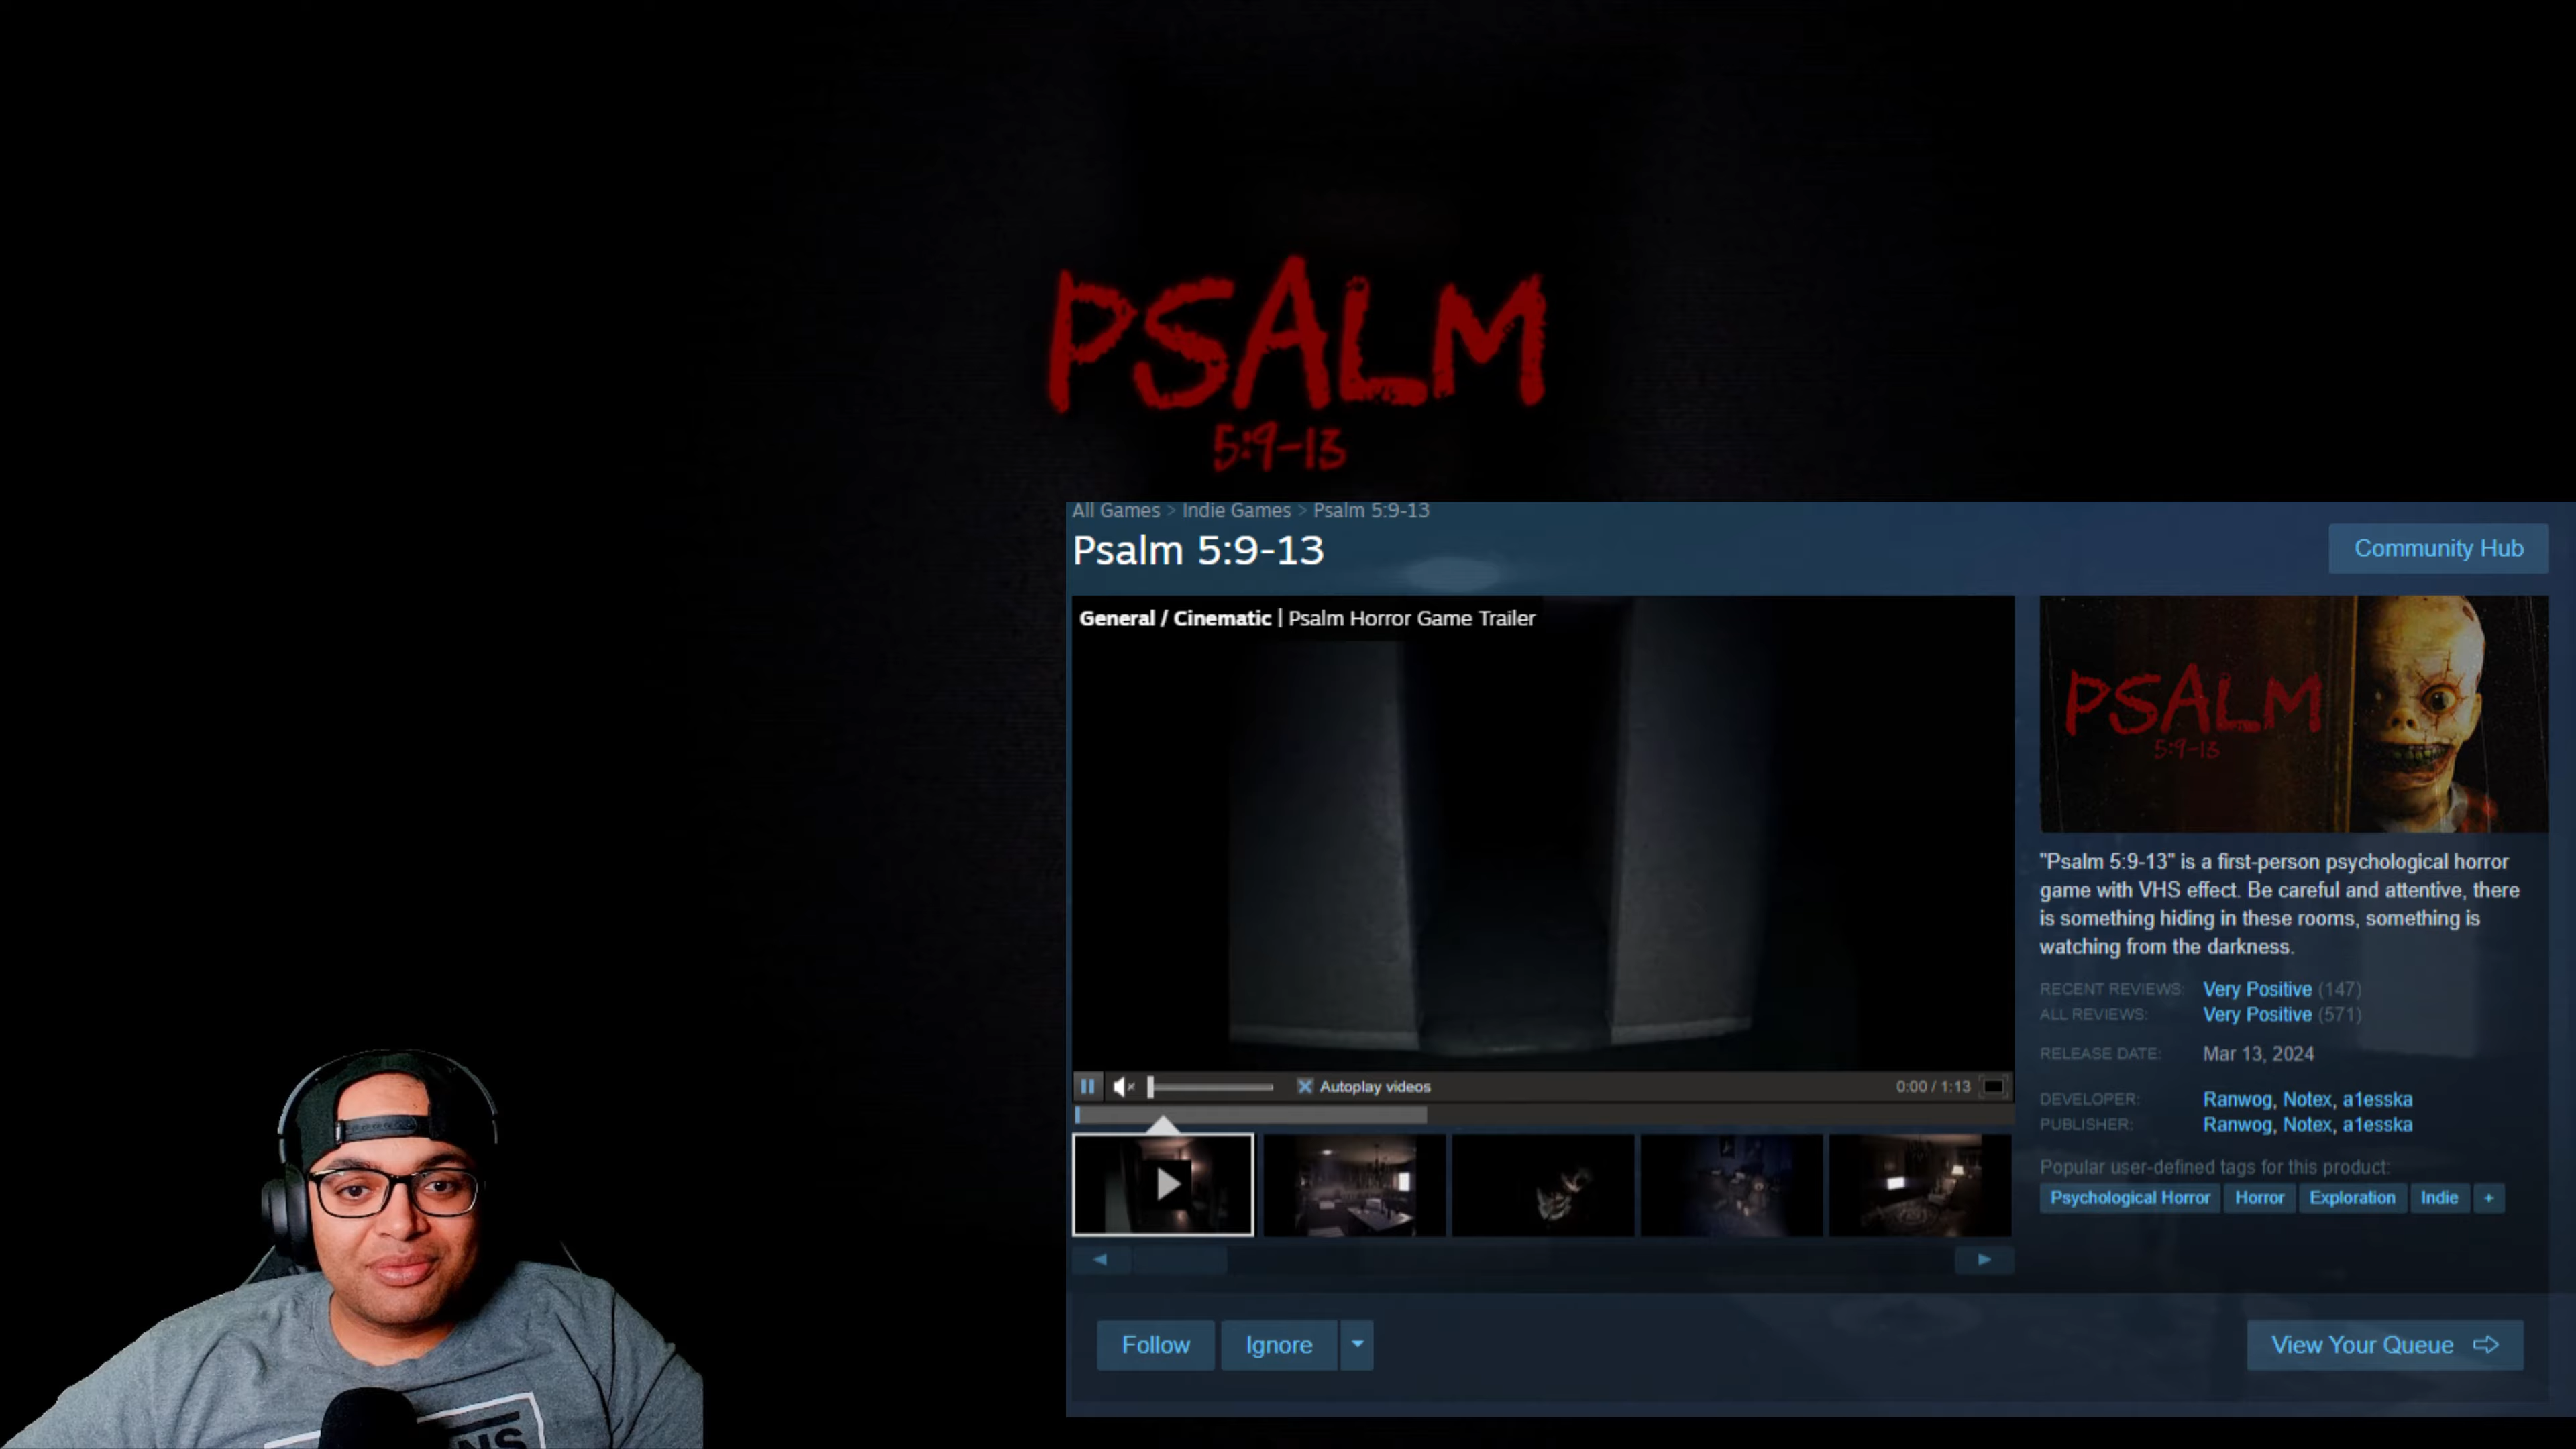 PSALM
5:9-13
All Games > Indie Games > Psalm 5:9-13
Psalm 5:9-13
Community Hub
General / Cinematic | Psalm Horror Game Trailer
PSALM
5:9-13
"Psalm 5:9-13" is a first-person psychological horror
game with VHS effect. Be careful and attentive, there
is something hiding in these rooms, something is
watching from the darkness.
RECENT REVIEWS: Very Positive (147)
ALL REVIEWS: Very Positive (571)
RELEASE DATE: Mar 13, 2024
Autoplay videos
0:00 / 1:13
DEVELOPER: Ranwog, Notex, a1esska
PUBLISHER: Ranwog, Notex, a1esska
Popular user-defined tags for this product:
Psychological Horror Horror Exploration Indie +
Follow Ignore
View Your Queue